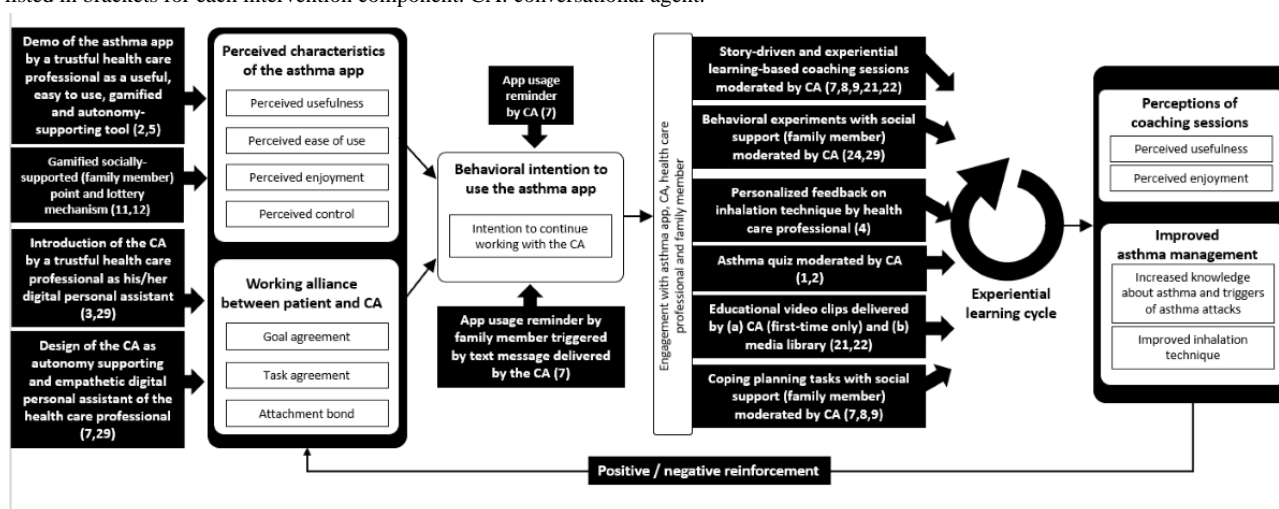 listed in brackets for each intervention component. CA: conversational agent.
Demo of the asthma app
by a trustful health care
professional as a useful,
easy to use, gamified
and autonomy-
supporting tool (2,5)
Gamified socially-
supported (family member)
point and lottery
mechanism (11,12)
Introduction of the CA
by a trustful health care
professional as his/her
digital personal assistant
(3,29)
Design of the CA as
autonomy supporting
and empathetic digital
personal assistant of the
health care professional
(7,29)
Perceived characteristics
of the asthma app
Perceived usefulness
Perceived ease of use
Perceived enjoyment
Perceived control
Working alliance
between patient and CA
Goal agreement
Task agreement
Attachment bond
App usage
reminder
by CA (7)
Behavioral intention to
use the asthma app
Intention to continue
working with the CA
App usage reminder by
family member triggered
by text message delivered
by the CA (7)
Engagement with asthma app, CA, health care
professional and family member
Story-driven and experiential
learning-based coaching sessions
moderated by CA (7,8,9,21,22)
Behavioral experiments with social
support (family member)
moderated by CA (24,29)
Personalized feedback on
inhalation technique by health
care professional (4)
Asthma quiz moderated by CA
(1,2)
Educational video clips delivered
by (a) CA (first-time only) and (b)
media library (21,22)
Coping planning tasks with social
support (family member)
moderated by CA (7,8,9)
Experiential
learning cycle
Perceptions of
coaching sessions
Perceived usefulness
Perceived enjoyment
Improved
asthma management
Increased knowledge
about asthma and triggers
of asthma attacks
Improved inhalation
technique
Positive / negative reinforcement